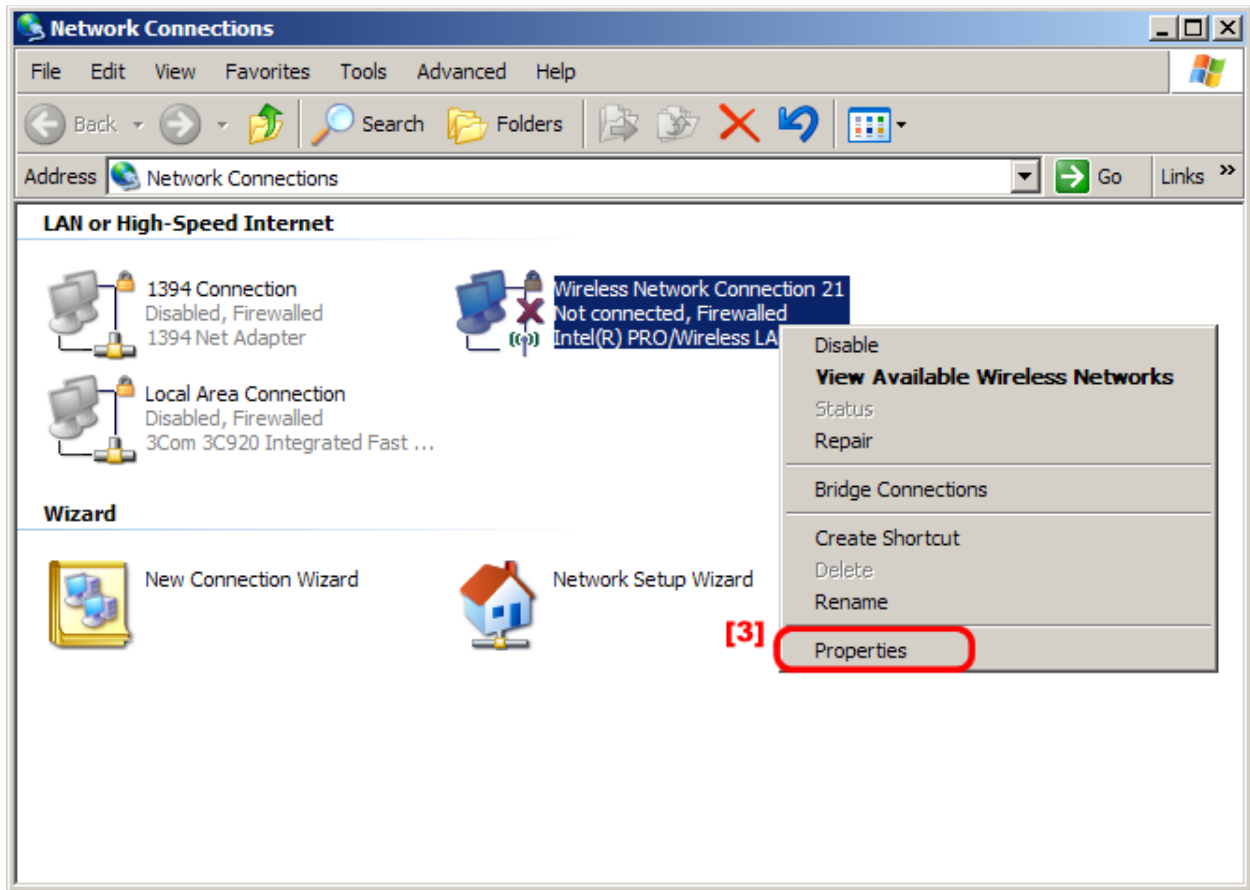 Network Connections
File Edit View Favorites Tools Advanced Help
Back Search Folders
Address Network Connections Go Links »
LAN or High-Speed Internet
1394 Connection
Disabled, Firewalled
1394 Net Adapter
Wireless Network Connection 21
Not connected, Firewalled
Intel(R) PRO/Wireless LA
Local Area Connection
Disabled, Firewalled
3Com 3C920 Integrated Fast ...
Disable
View Available Wireless Networks
Status
Repair
Bridge Connections
Create Shortcut
Delete
Rename
[3] Properties
Wizard
New Connection Wizard
Network Setup Wizard